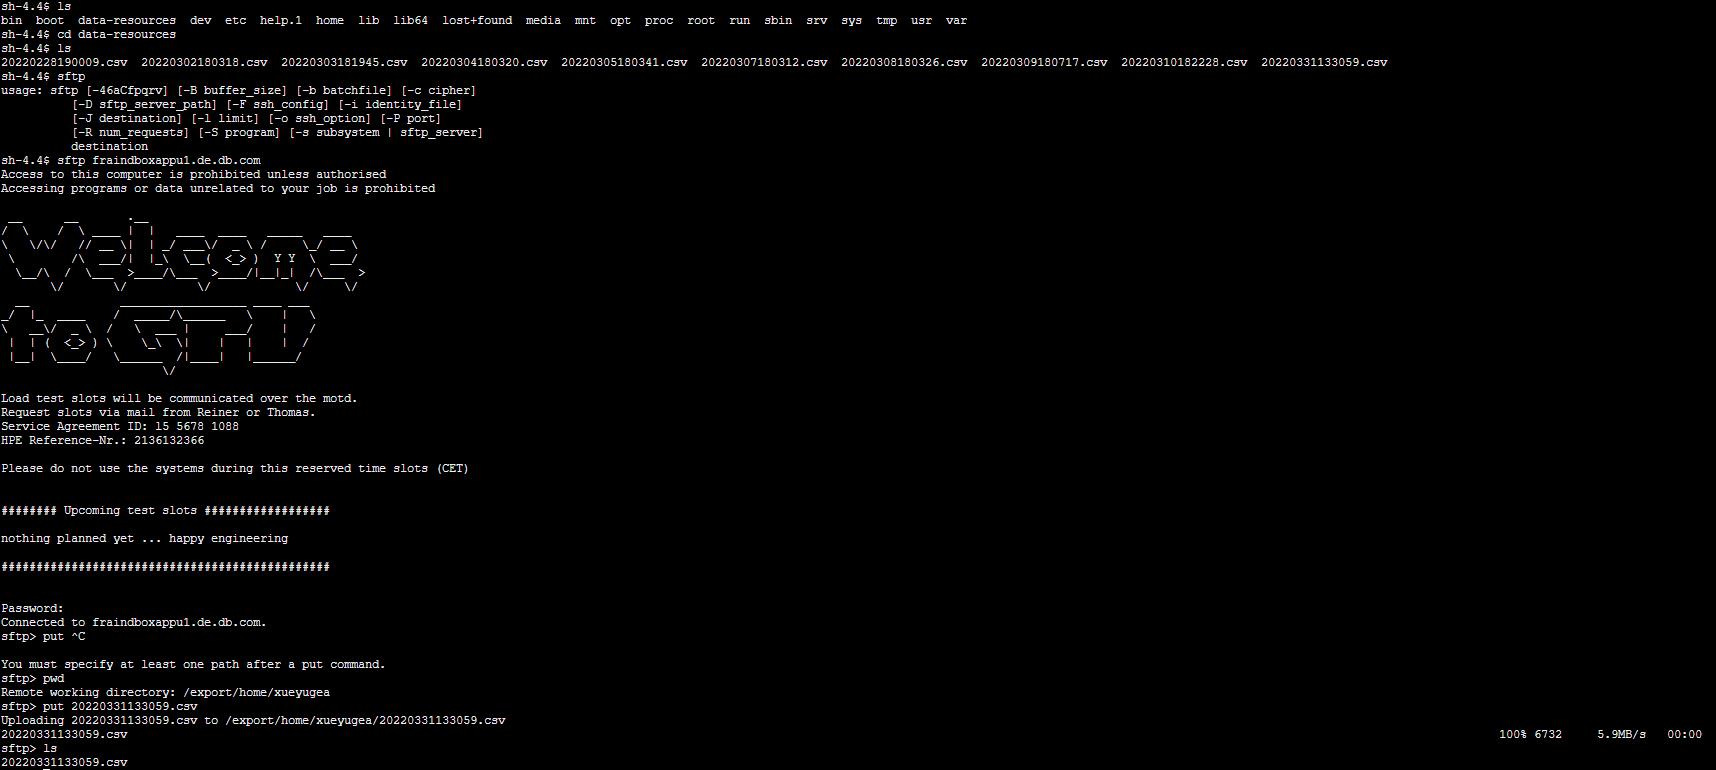 sh-4.4$ ls
bin  boot  data-resources  dev  etc  help.1  home  lib  lib64  lost+found  media  mnt  opt  proc  root  run  sbin  srv  sys  tmp  usr  var
sh-4.4$ cd data-resources
sh-4.4$ ls
20220228190009.csv  20220302180318.csv  20220303181945.csv  20220304180320.csv  20220305180341.csv  20220307180312.csv  20220308180326.csv  20220309180717.csv  20220310182228.csv  20220331133059.csv
sh-4.4$ sftp
usage: sftp [-46aCfpqrv] [-B buffer_size] [-b batchfile] [-c cipher]
          [-D sftp_server_path] [-F ssh_config] [-i identity_file]
          [-J destination] [-l limit] [-o ssh_option] [-P port]
          [-R num_requests] [-S program] [-s subsystem | sftp_server]
          destination
sh-4.4$ sftp fraindboxappu1.de.db.com
Access to this computer is prohibited unless authorised
Accessing programs or data unrelated to your job is prohibited
Welcome
to GTU
Load test slots will be communicated over the motd.
Request slots via mail from Reiner or Thomas.
Service Agreement ID: 15 5678 1088
HPE Reference-Nr.: 2136132366
Please do not use the systems during this reserved time slots (CET)
######## Upcoming test slots ##################
nothing planned yet ... happy engineering
###############################################
Password:
Connected to fraindboxappu1.de.db.com.
sftp> put ^C
You must specify at least one path after a put command.
sftp> pwd
Remote working directory: /export/home/xueyugea
sftp> put 20220331133059.csv
Uploading 20220331133059.csv to /export/home/xueyugea/20220331133059.csv
20220331133059.csv 100% 6732 5.9MB/s 00:00
sftp> ls
20220331133059.csv